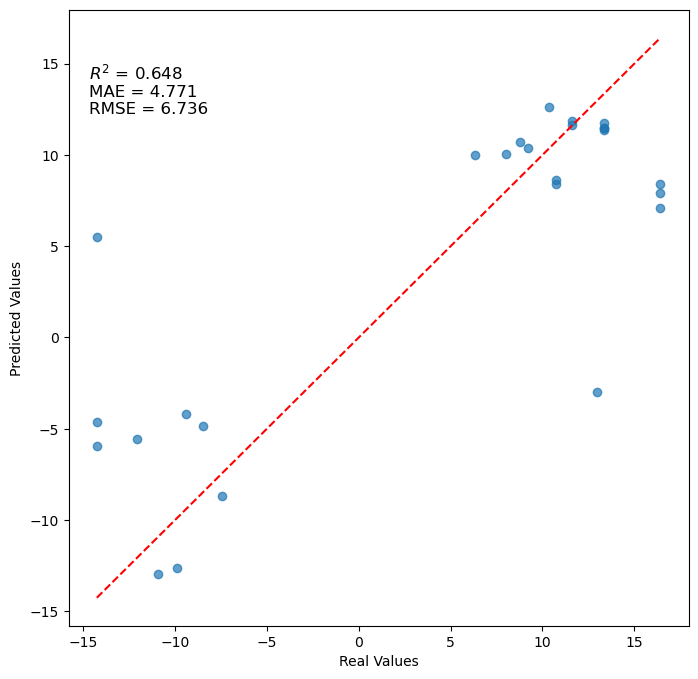 R² = 0.648
MAE = 4.771
RMSE = 6.736
15
10
5
0
−5
−10
−15
Predicted Values
−15 −10 −5 0 5 10 15
Real Values